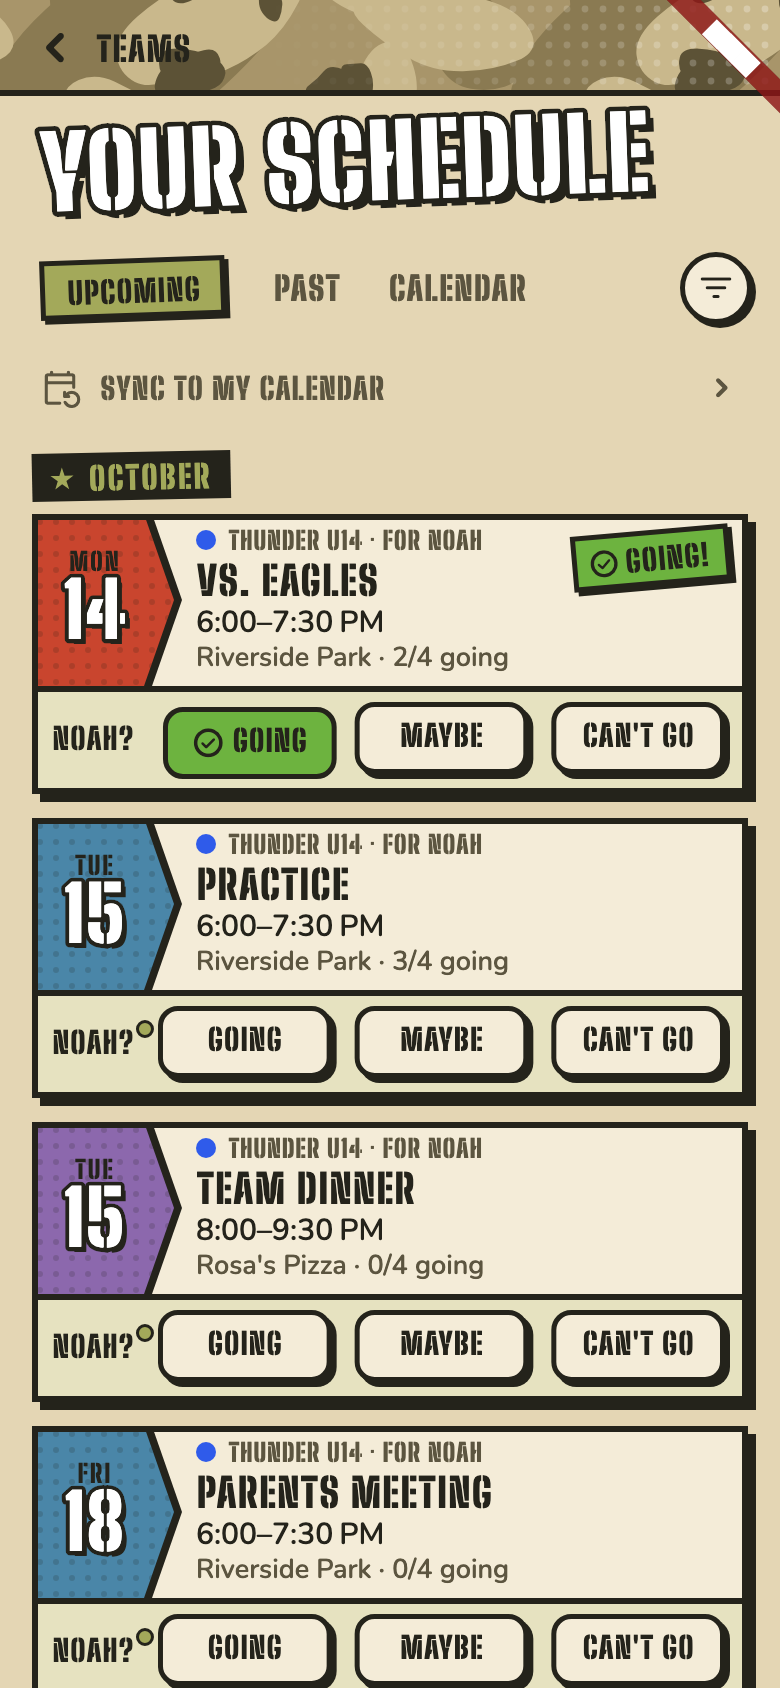 TEAMS
YOUR SCHEDULE
UPCOMING PAST CALENDAR
SYNC TO MY CALENDAR
★ OCTOBER
MON
14
THUNDER U14 · FOR NOAH
VS. EAGLES
6:00–7:30 PM
Riverside Park · 2/4 going
GOING!
NOAH? GOING MAYBE CAN'T GO
TUE
15
THUNDER U14 · FOR NOAH
PRACTICE
6:00–7:30 PM
Riverside Park · 3/4 going
NOAH? GOING MAYBE CAN'T GO
TUE
15
THUNDER U14 · FOR NOAH
TEAM DINNER
8:00–9:30 PM
Rosa's Pizza · 0/4 going
NOAH? GOING MAYBE CAN'T GO
FRI
18
THUNDER U14 · FOR NOAH
PARENTS MEETING
6:00–7:30 PM
Riverside Park · 0/4 going
NOAH? GOING MAYBE CAN'T GO